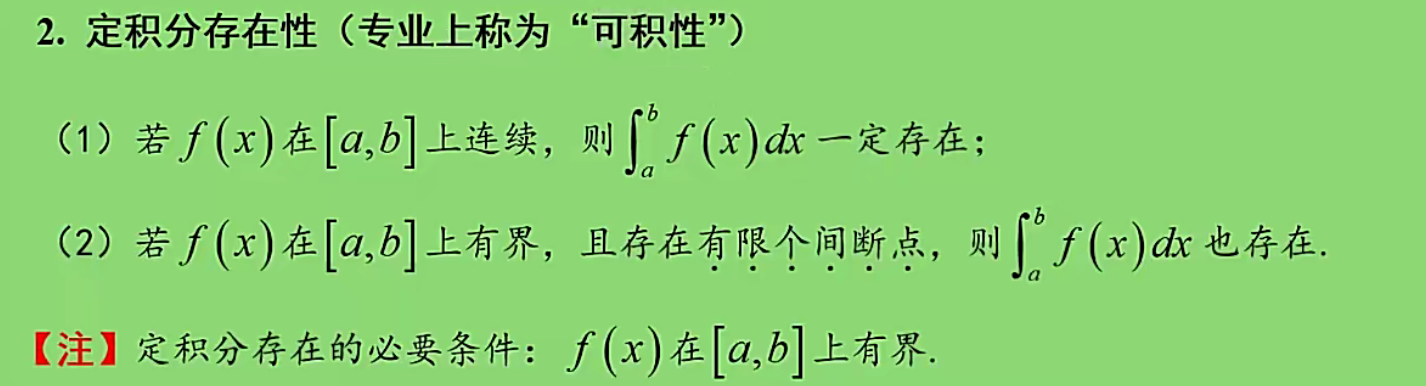 2. 定积分存在性（专业上称为“可积性”）
（1）若 f(x) 在 [a,b] 上连续，则 ∫_a^b f(x)dx 一定存在；
（2）若 f(x) 在 [a,b] 上有界，且存在有限个间断点，则 ∫_a^b f(x)dx 也存在.
【注】定积分存在的必要条件：f(x) 在 [a,b] 上有界.